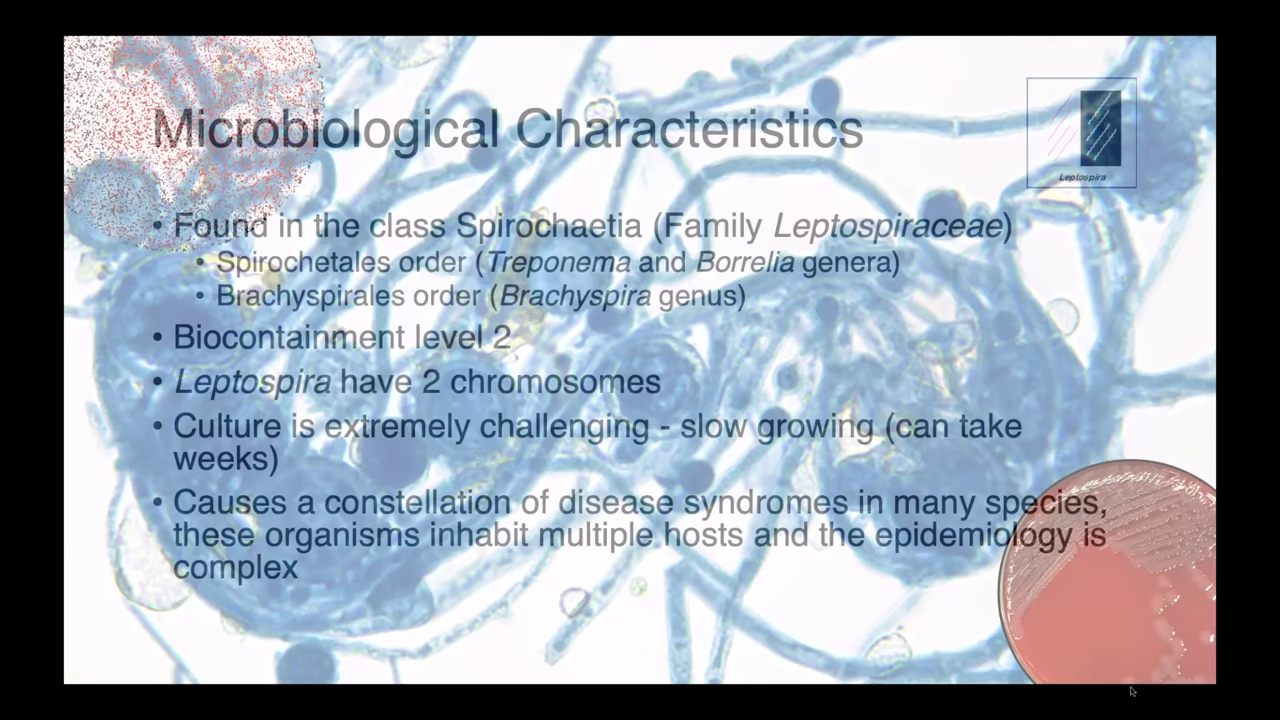 Microbiological Characteristics
Leptospira
• Found in the class Spirochaetia (Family Leptospiraceae)
• Spirochetales order (Treponema and Borrelia genera)
• Brachyspirales order (Brachyspira genus)
• Biocontainment level 2
• Leptospira have 2 chromosomes
• Culture is extremely challenging - slow growing (can take
weeks)
• Causes a constellation of disease syndromes in many species,
these organisms inhabit multiple hosts and the epidemiology is
complex